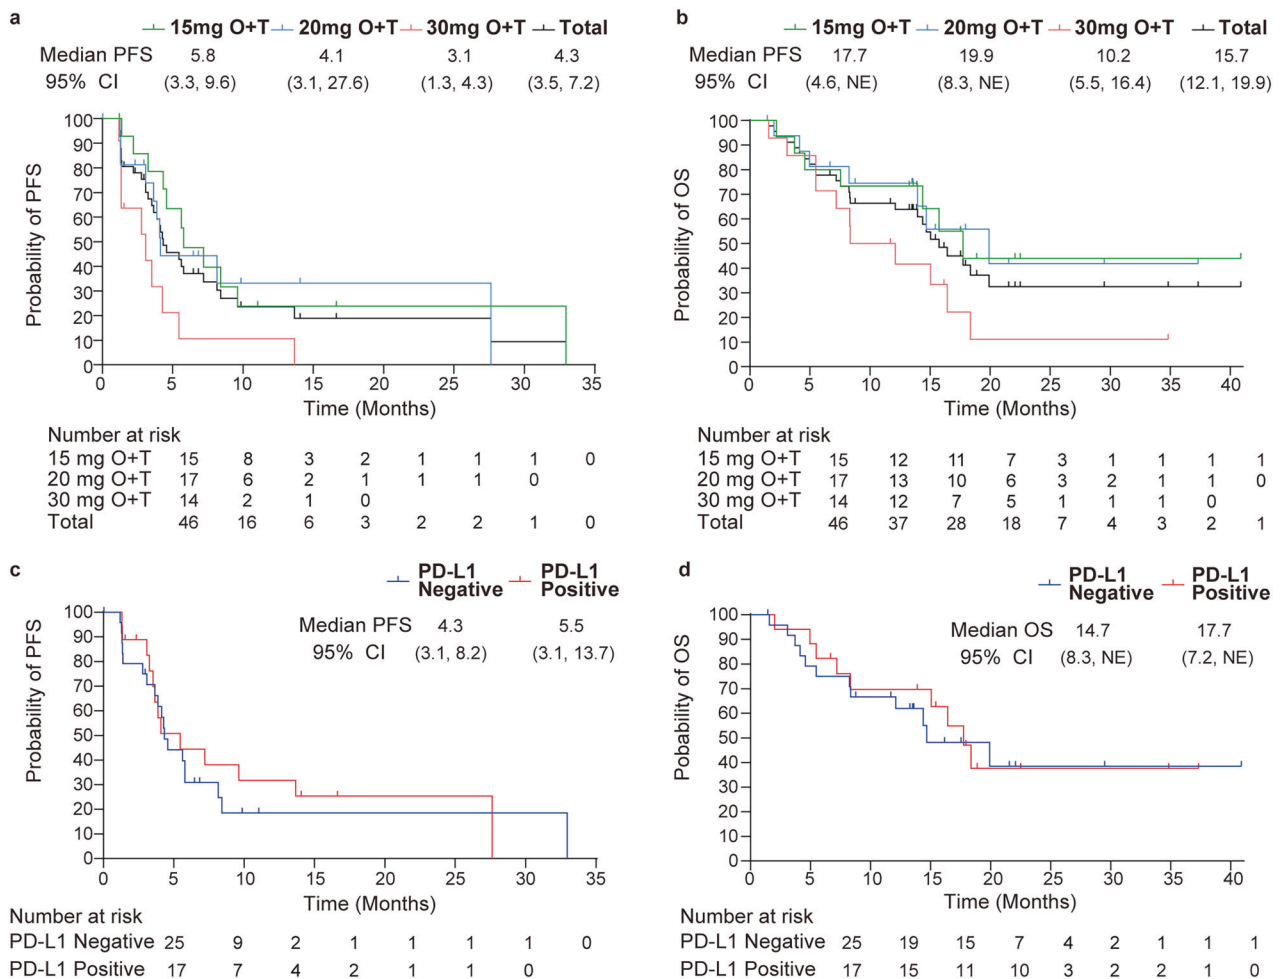 a
15mg O+T 20mg O+T 30mg O+T Total
Median PFS 5.8 4.1 3.1 4.3
95% CI (3.3, 9.6) (3.1, 27.6) (1.3, 4.3) (3.5, 7.2)
Probability of PFS
100
90
80
70
60
50
40
30
20
10
0
0 5 10 15 20 25 30 35
Time (Months)
Number at risk
15 mg O+T 15 8 3 2 1 1 1 0
20 mg O+T 17 6 2 1 1 1 0
30 mg O+T 14 2 1 0
Total 46 16 6 3 2 2 1 0
b
15mg O+T 20mg O+T 30mg O+T Total
Median PFS 17.7 19.9 10.2 15.7
95% CI (4.6, NE) (8.3, NE) (5.5, 16.4) (12.1, 19.9)
Probability of OS
100
90
80
70
60
50
40
30
20
10
0
0 5 10 15 20 25 30 35 40
Time (Months)
Number at risk
15 mg O+T 15 12 11 7 3 1 1 1 1
20 mg O+T 17 13 10 6 3 2 1 1 0
30 mg O+T 14 12 7 5 1 1 1 0
Total 46 37 28 18 7 4 3 2 1
c
PD-L1 PD-L1
Negative Positive
Median PFS 4.3 5.5
95% CI (3.1, 8.2) (3.1, 13.7)
Probability of PFS
100
90
80
70
60
50
40
30
20
10
0
0 5 10 15 20 25 30 35
Time (Months)
Number at risk
PD-L1 Negative 25 9 2 1 1 1 1 0
PD-L1 Positive 17 7 4 2 1 1 0
d
PD-L1 PD-L1
Negative Positive
Median OS 14.7 17.7
95% CI (8.3, NE) (7.2, NE)
Pobability of OS
100
90
80
70
60
50
40
30
20
10
0
0 5 10 15 20 25 30 35 40
Time (Months)
Number at risk
PD-L1 Negative 25 19 15 7 4 2 1 1 1
PD-L1 Positive 17 15 11 10 3 2 2 1 0